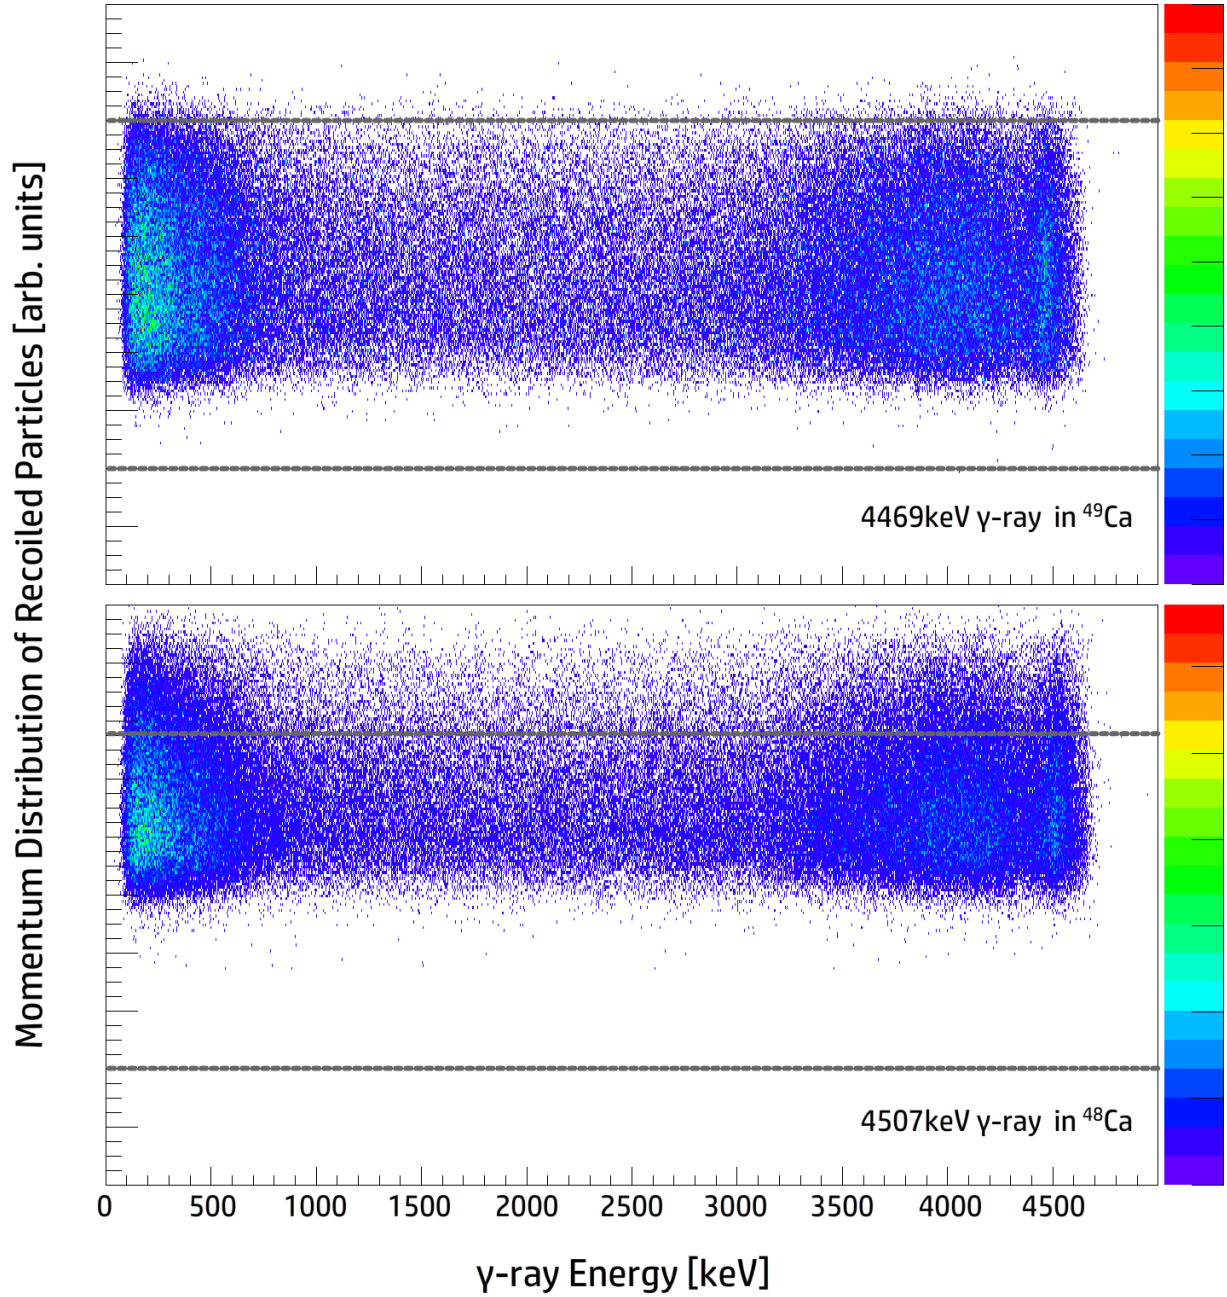 Momentum Distribution of Recoiled Particles [arb. units]
4469keV γ-ray in ⁴⁹Ca
4507keV γ-ray in ⁴⁸Ca
0 500 1000 1500 2000 2500 3000 3500 4000 4500
γ-ray Energy [keV]